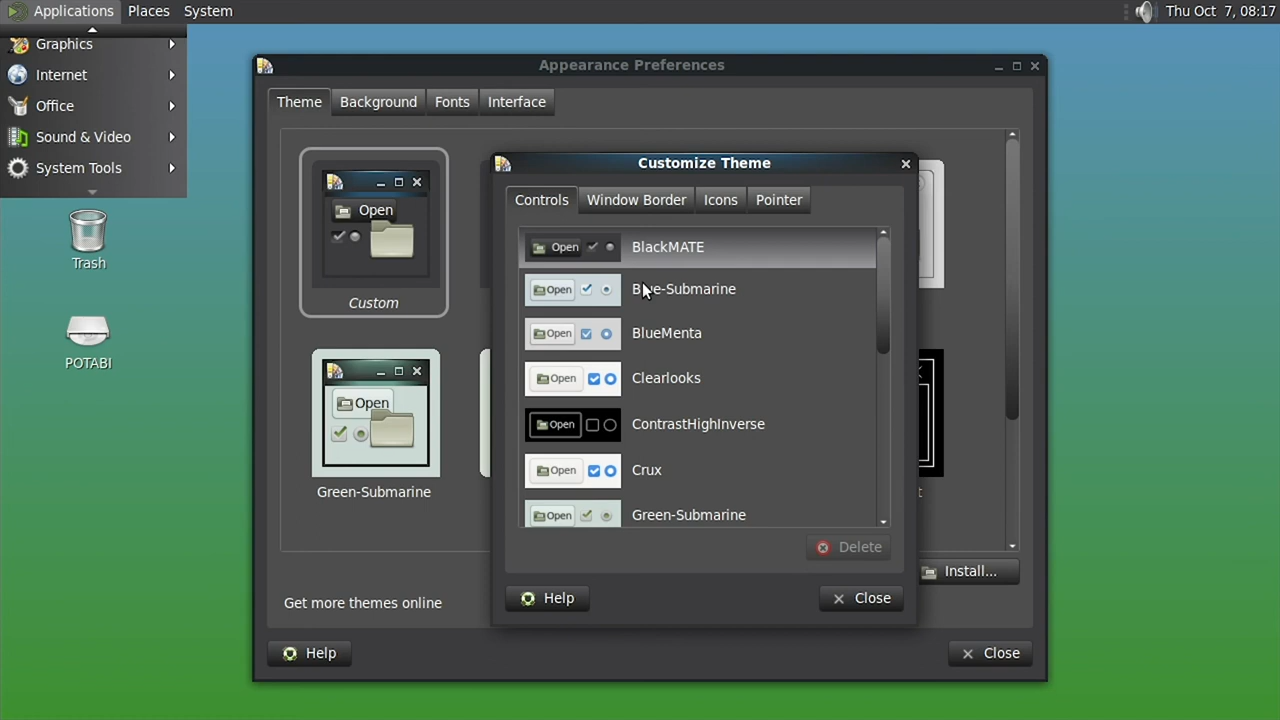 Applications Places System
Thu Oct 7, 08:17
Graphics
Internet
Office
Sound & Video
System Tools
Trash
POTABI
Appearance Preferences
Theme Background Fonts Interface
Open
Custom
Open
Green-Submarine
Get more themes online
Install...
Help
Close
Customize Theme
Controls Window Border Icons Pointer
Open BlackMATE
Open Blue-Submarine
Open BlueMenta
Open Clearlooks
Open ContrastHighInverse
Open Crux
Open Green-Submarine
Delete
Help
Close